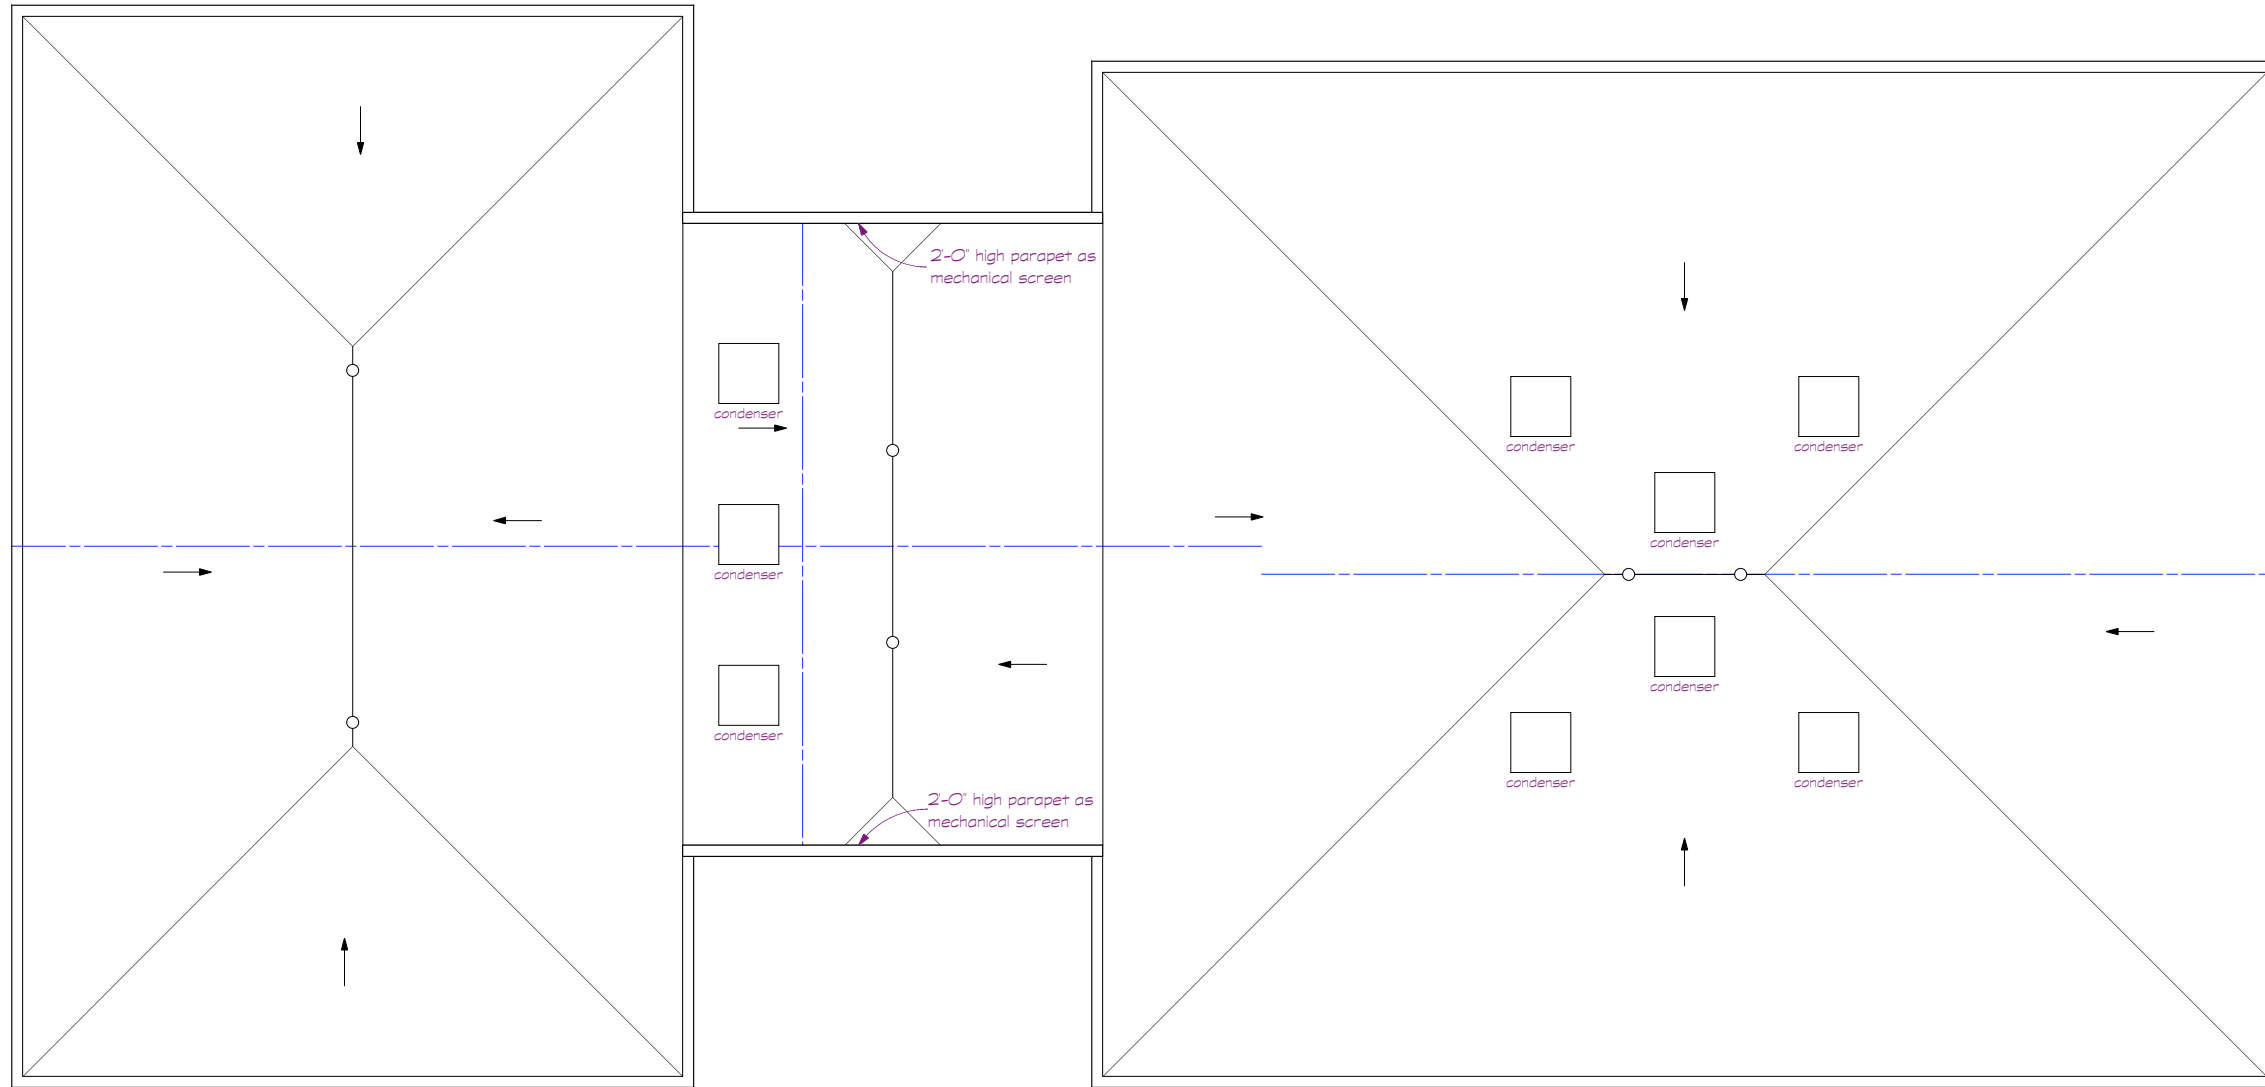 2'-0" high parapet as
mechanical screen
condenser
condenser
condenser
2'-0" high parapet as
mechanical screen
condenser
condenser
condenser
condenser
condenser
condenser